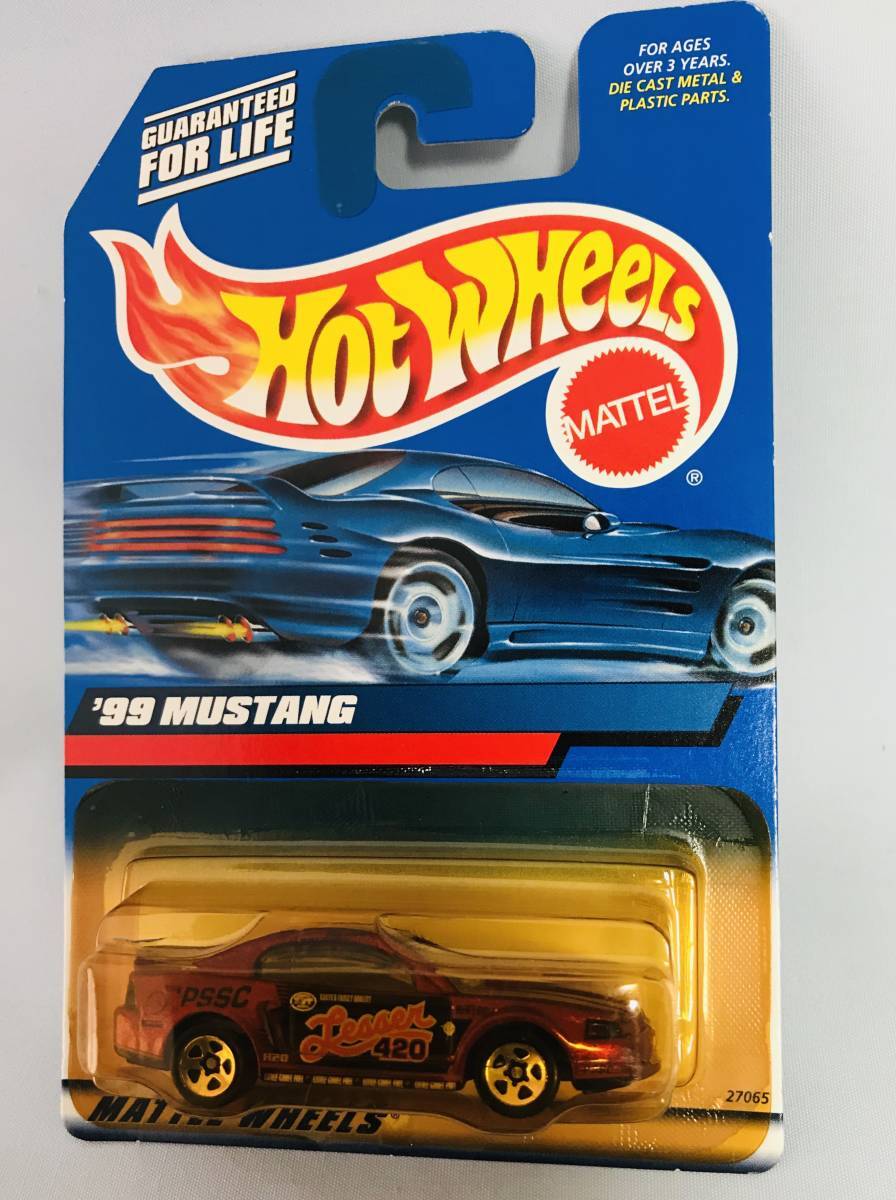 GUARANTEED
FOR LIFE
FOR AGES
OVER 3 YEARS.
DIE CAST METAL &
PLASTIC PARTS.
HOT WHEELS
MATTEL
®
'99 MUSTANG
PSSC
Lesser
420
H20
27065
MATTEL WHEELS